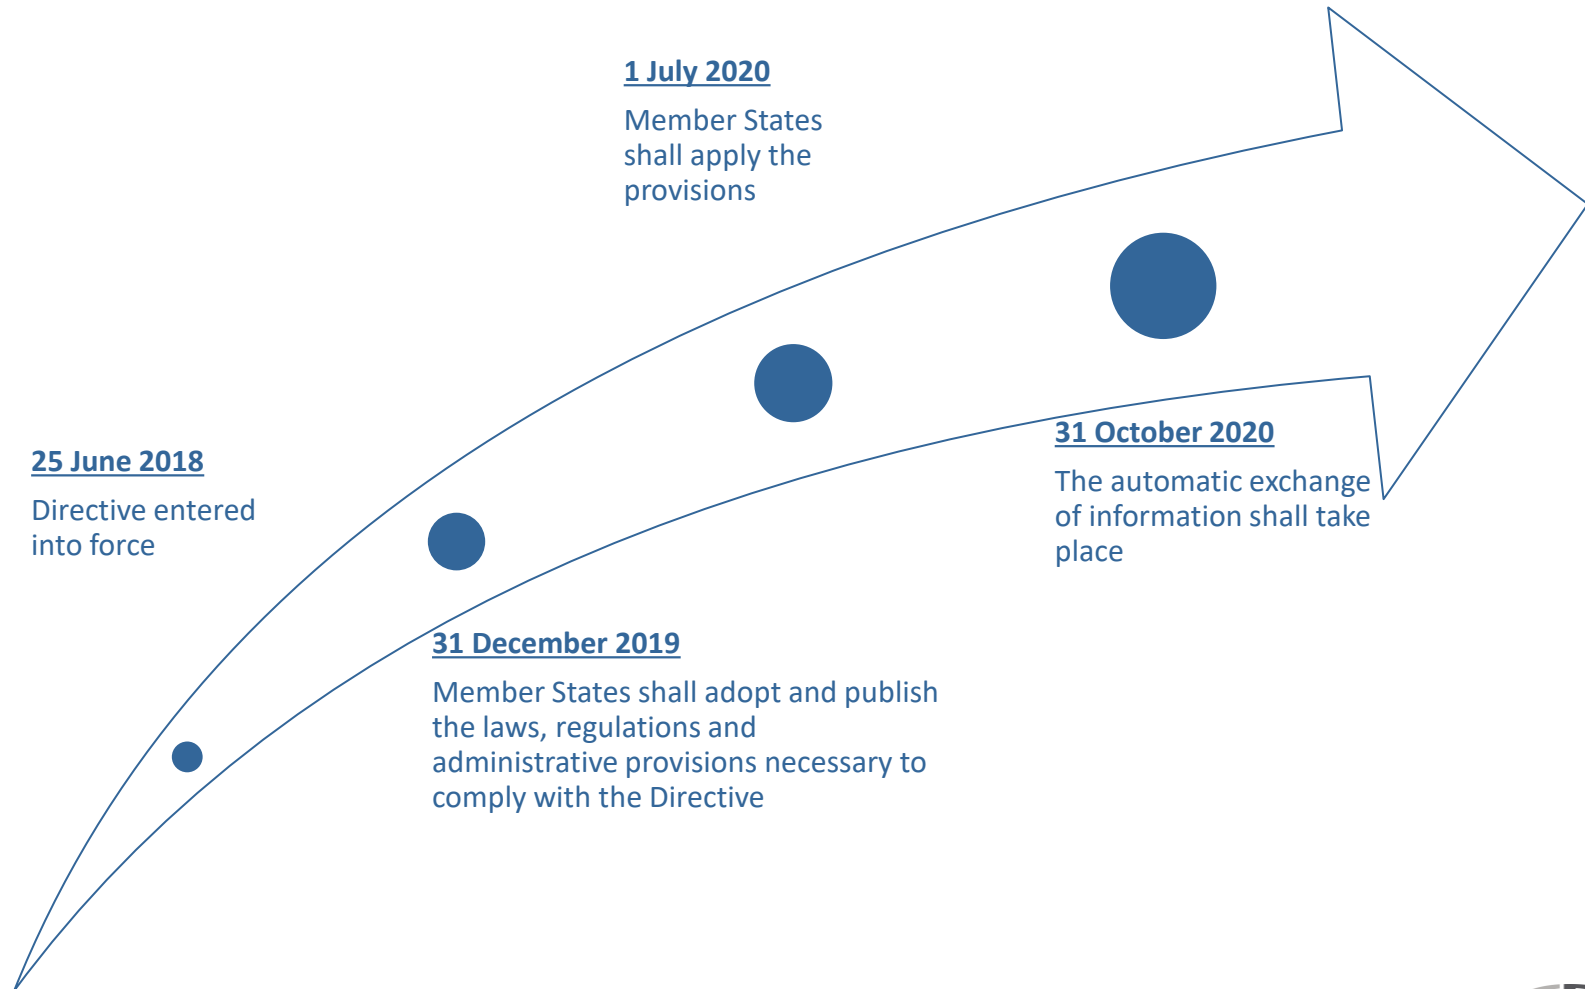 25 June 2018
Directive entered
into force
31 December 2019
Member States shall adopt and publish
the laws, regulations and
administrative provisions necessary to
comply with the Directive
1 July 2020
Member States
shall apply the
provisions
31 October 2020
The automatic exchange
of information shall take
place